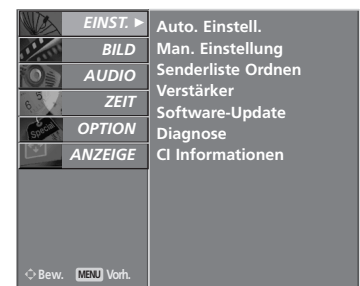 EINST.
BILD
AUDIO
ZEIT
OPTION
ANZEIGE
Auto. Einstell.
Man. Einstellung
Senderliste Ordnen
Verstärker
Software-Update
Diagnose
CI Informationen
Bew. MENU Vorh.